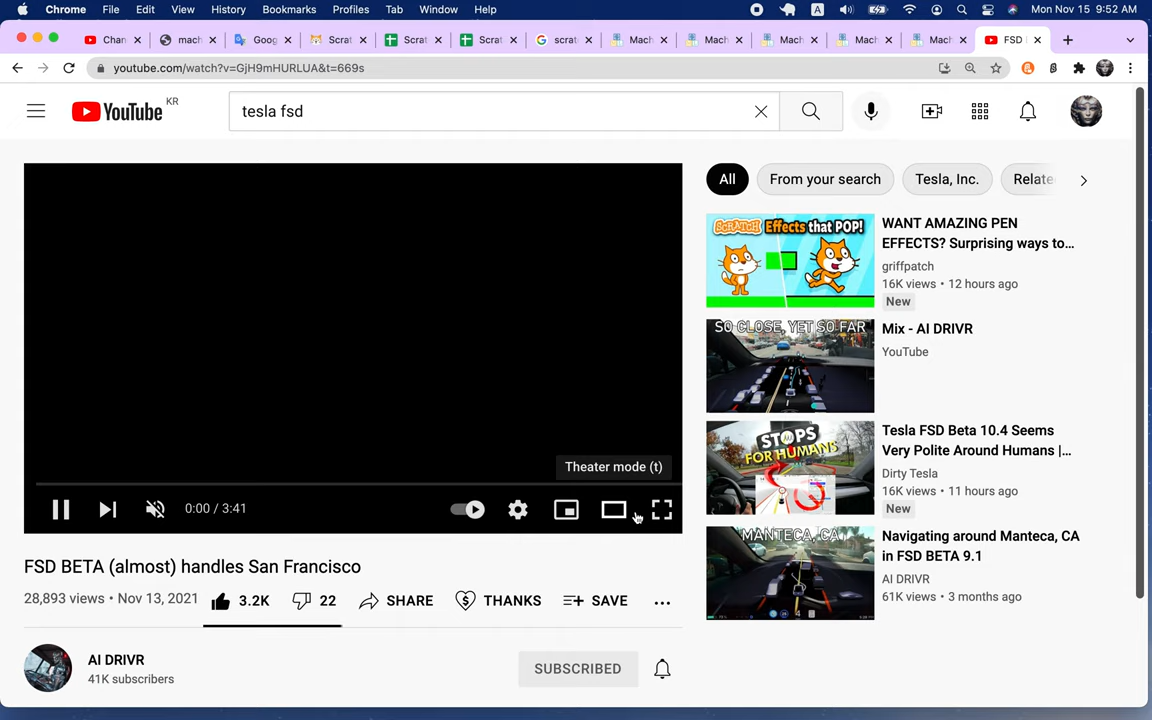 Chrome File Edit View History Bookmarks Profiles Tab Window Help A Mon Nov 15 9:52 AM
Chan mach Goog Scrat Scrat Scrat scrat Mach Mach Mach Mach Mach FSD
youtube.com/watch?v=GjH9mHURLUA&t=669s
YouTube KR
tesla fsd
All From your search Tesla, Inc. Relate
SCRATCH Effects that POP!
WANT AMAZING PEN
EFFECTS? Surprising ways to...
griffpatch
16K views • 12 hours ago
New
SO CLOSE, YET SO FAR
Mix - AI DRIVR
YouTube
STOPS
FOR HUMANS
Tesla FSD Beta 10.4 Seems
Very Polite Around Humans |...
Dirty Tesla
16K views • 11 hours ago
New
MANTECA, CA
Navigating around Manteca, CA
in FSD BETA 9.1
AI DRIVR
61K views • 3 months ago
Theater mode (t)
0:00 / 3:41
FSD BETA (almost) handles San Francisco
28,893 views • Nov 13, 2021 3.2K 22 SHARE THANKS SAVE
AI DRIVR
41K subscribers
SUBSCRIBED